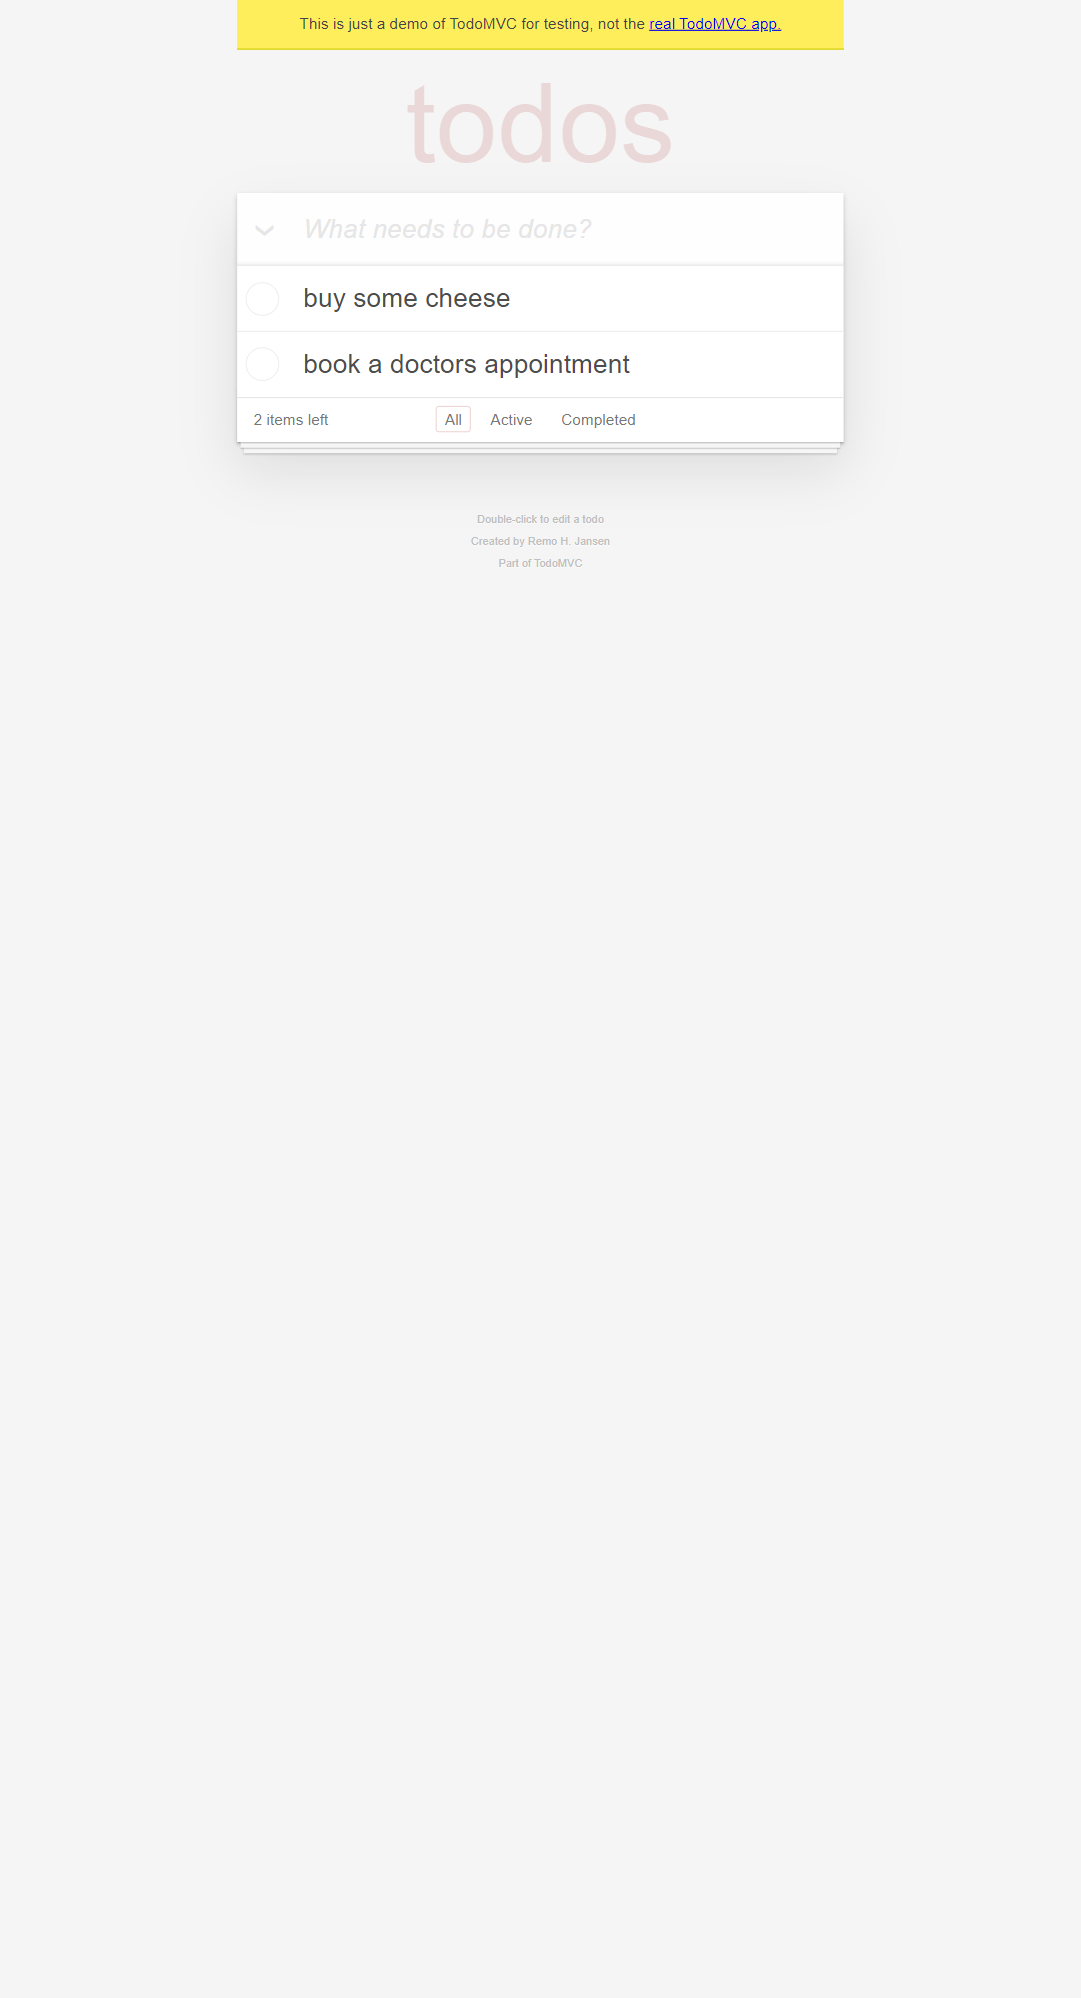 This is just a demo of TodoMVC for testing, not the real TodoMVC app.
todos
What needs to be done?
buy some cheese
book a doctors appointment
2 items left All Active Completed
Double-click to edit a todo
Created by Remo H. Jansen
Part of TodoMVC